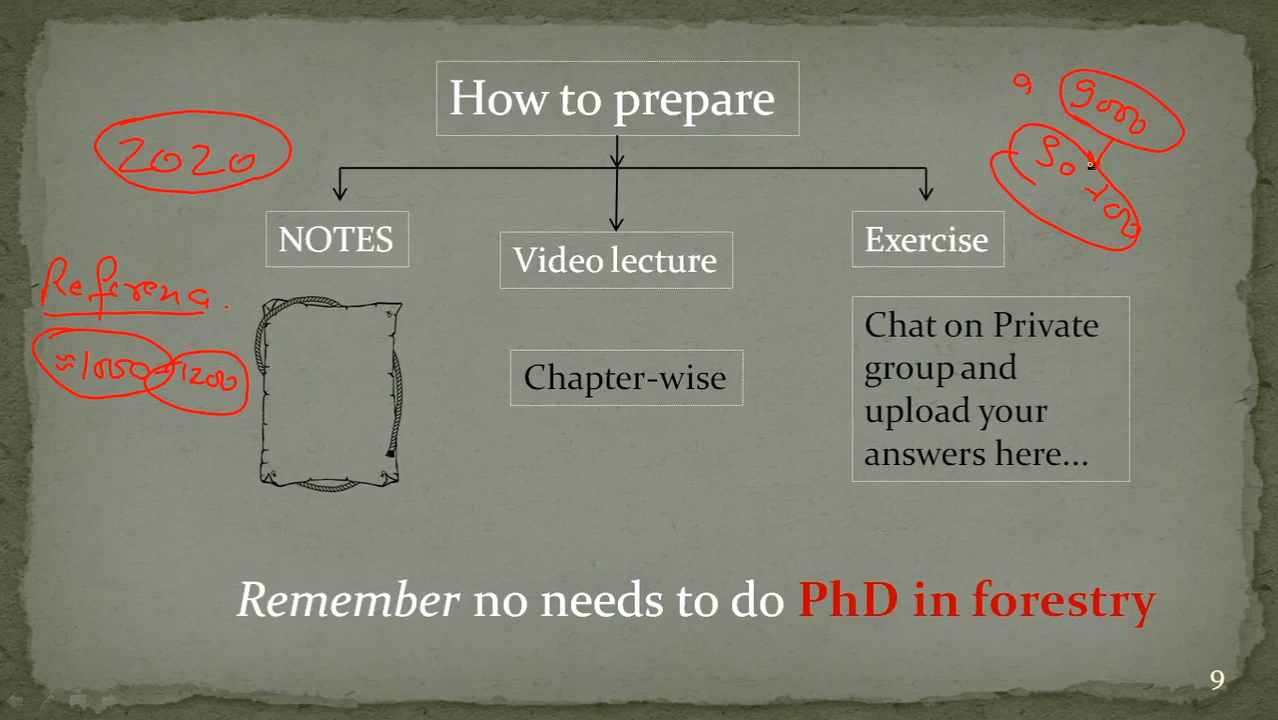 How to prepare
2020
NOTES
Video lecture
Exercise
Referenc.
≈1000-1200
Chapter-wise
Chat on Private
group and
upload your
answers here...
Remember no needs to do PhD in forestry
9